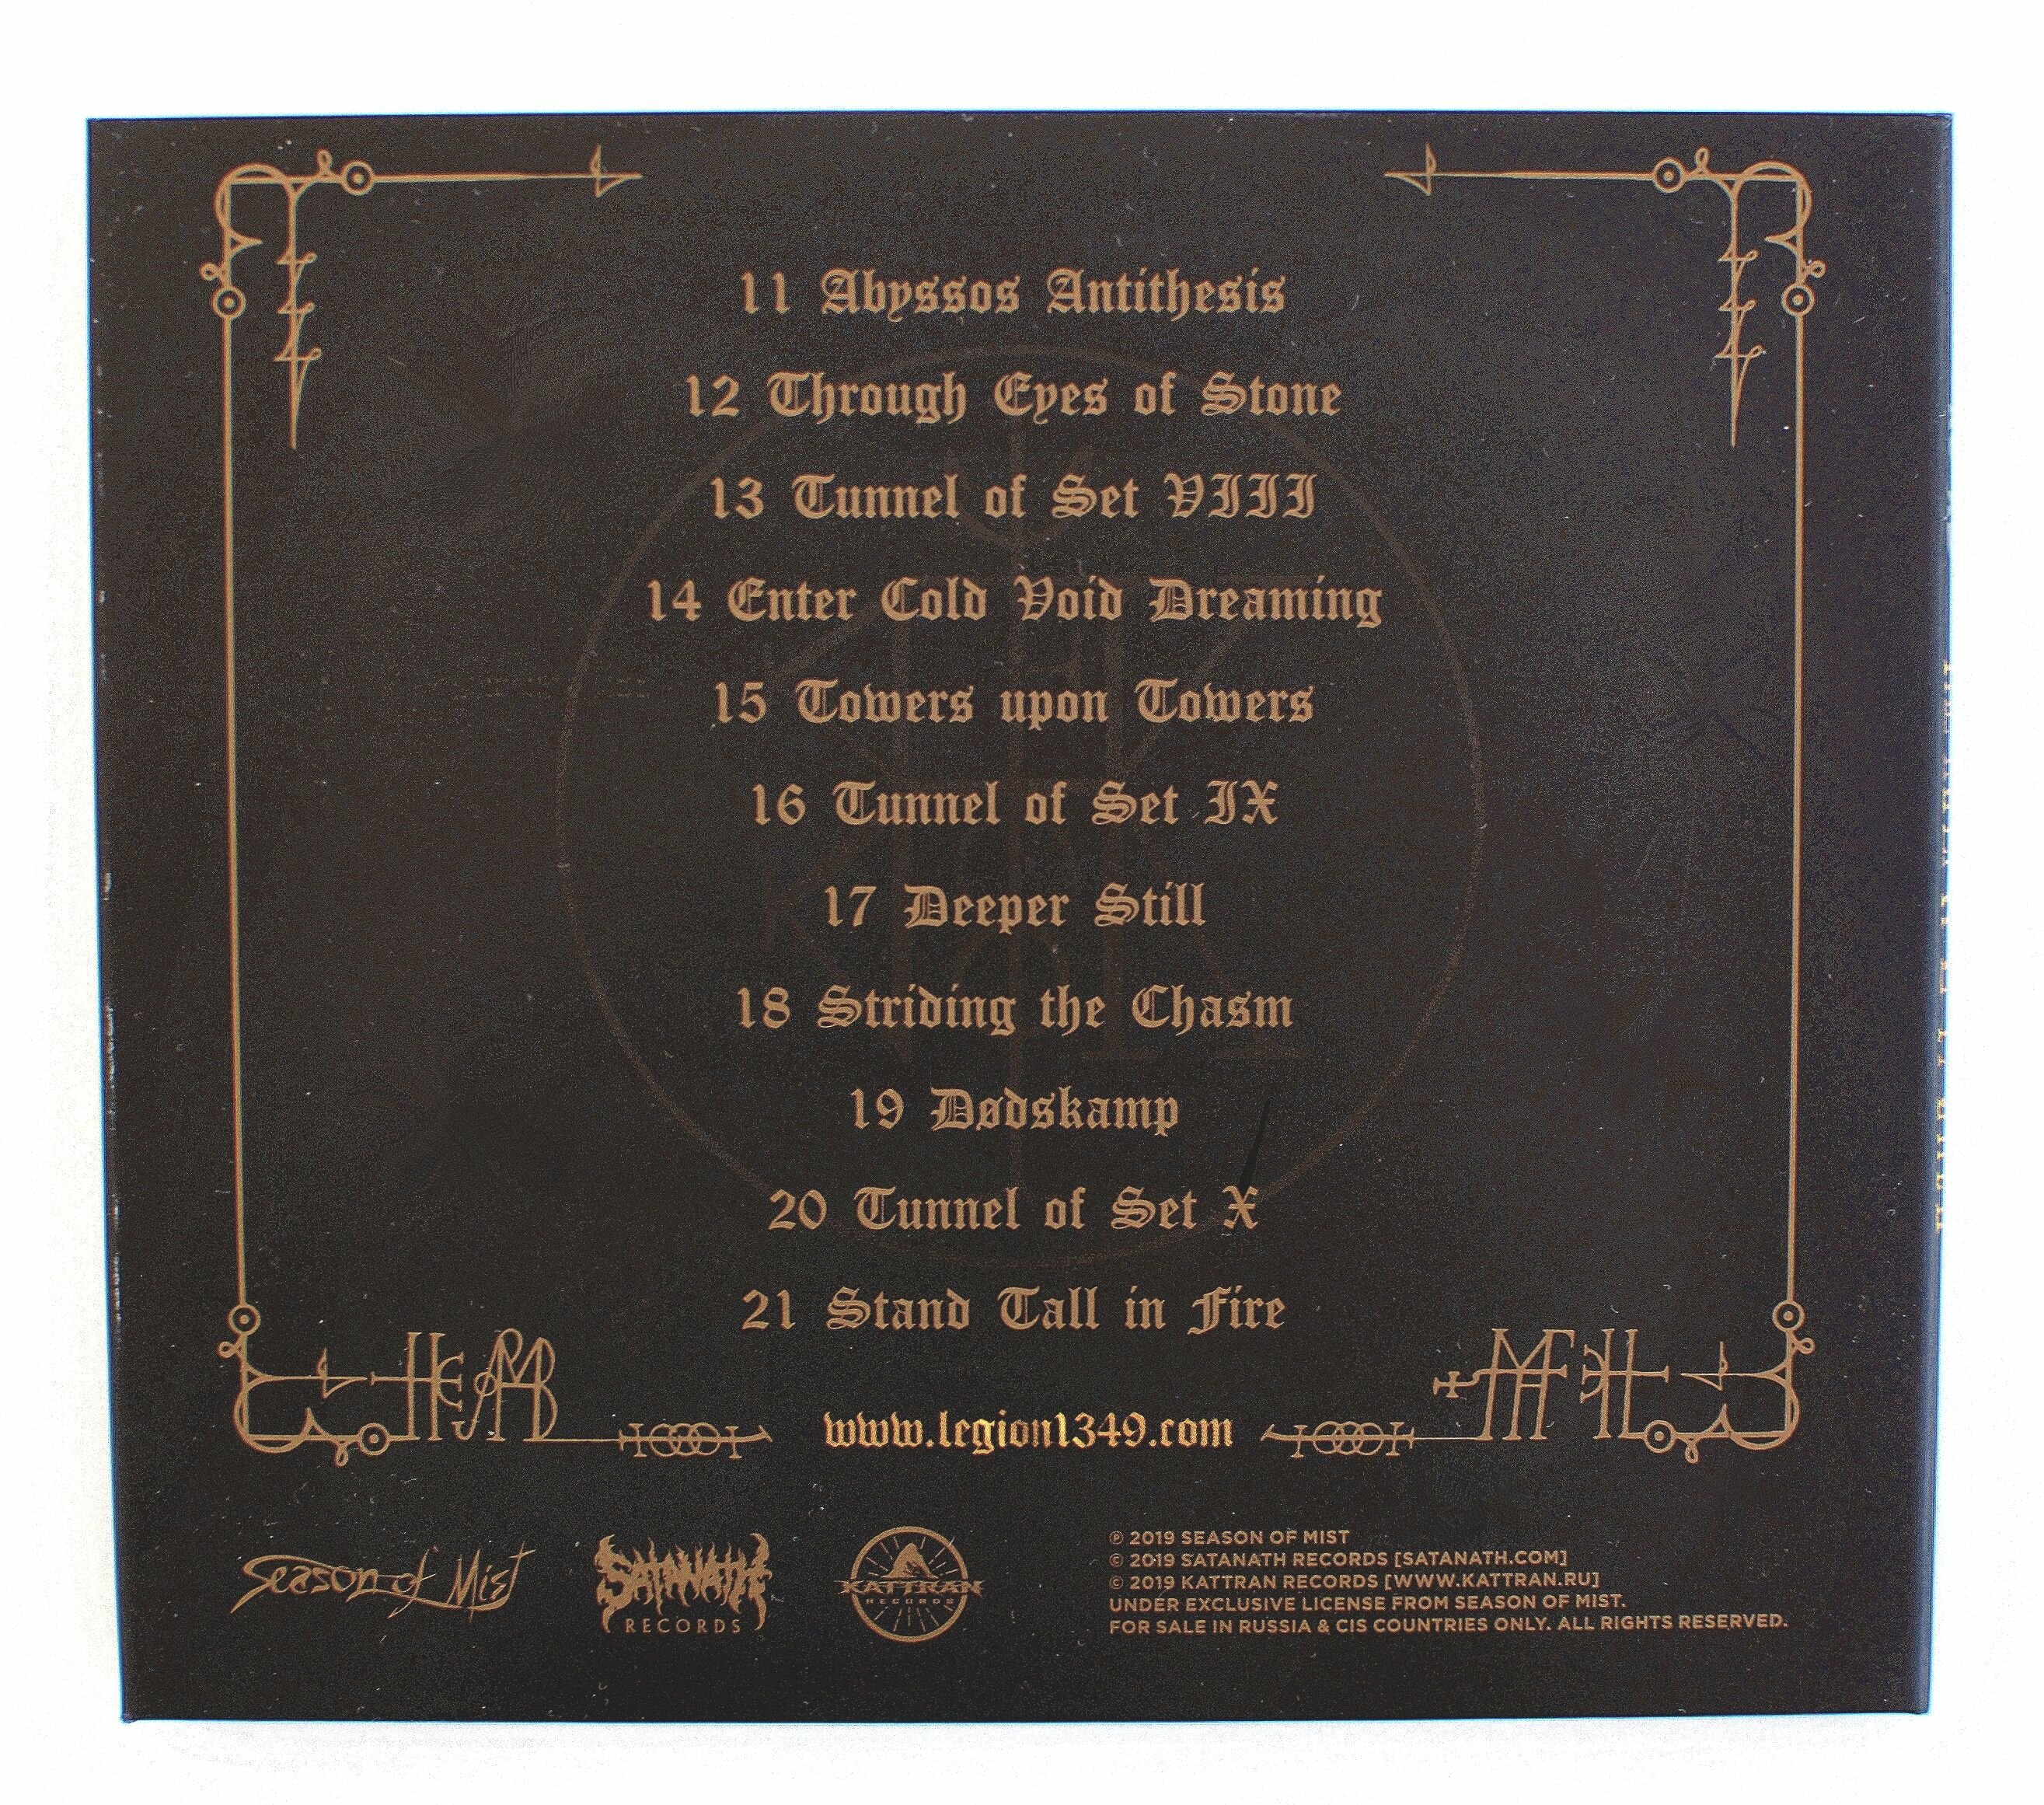 11 Abyssos Antithesis
12 Through Eyes of Stone
13 Tunnel of Set VIII
14 Enter Cold Void Dreaming
15 Towers upon Towers
16 Tunnel of Set IX
17 Deeper Still
18 Striding the Chasm
19 Dødskamp
20 Tunnel of Set X
21 Stand Tall in Fire
www.legion1349.com
Season of Mist
SATANATH
RECORDS
KATTRAN
RECORDS
℗ 2019 SEASON OF MIST
© 2019 SATANATH RECORDS [SATANATH.COM]
© 2019 KATTRAN RECORDS [WWW.KATTRAN.RU]
UNDER EXCLUSIVE LICENSE FROM SEASON OF MIST.
FOR SALE IN RUSSIA & CIS COUNTRIES ONLY. ALL RIGHTS RESERVED.